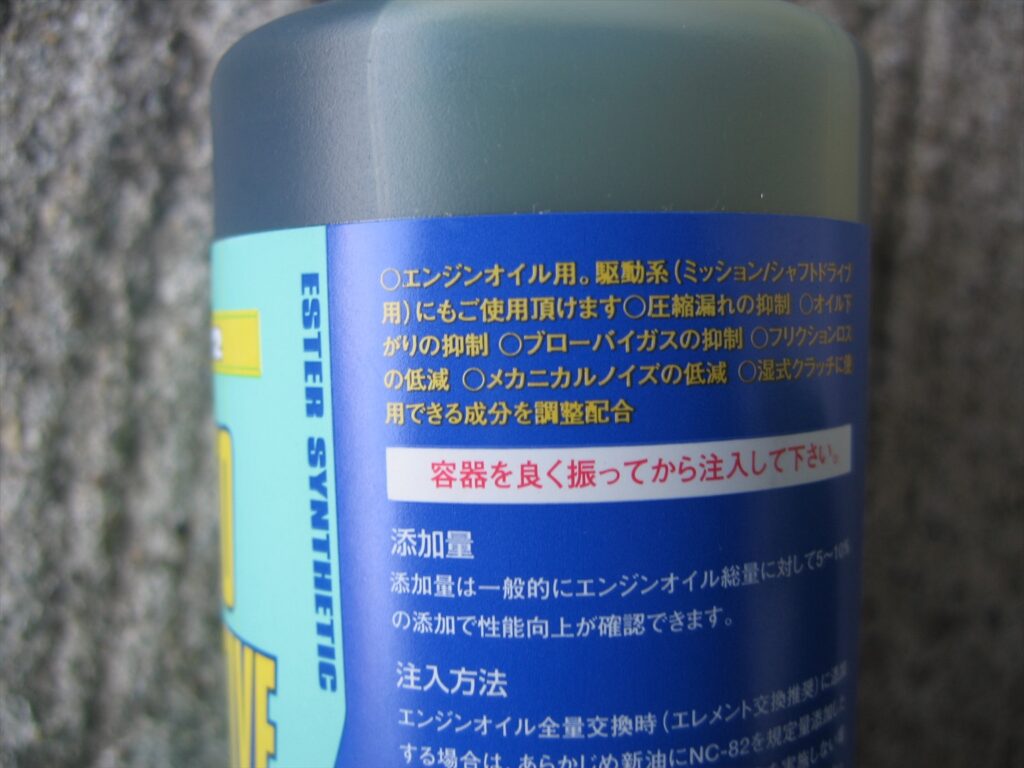 ESTER SYNTHETIC
○エンジンオイル用。駆動系(ミッション/シャフトドライブ
用)にもご使用頂けます○圧縮漏れの抑制 ○オイル下
がりの抑制 ○ブローバイガスの抑制 ○フリクションロス
の低減 ○メカニカルノイズの低減 ○湿式クラッチに使
用できる成分を調整配合
容器を良く振ってから注入して下さい。
添加量
添加量は一般的にエンジンオイル総量に対して5〜10%
の添加で性能向上が確認できます。
注入方法
エンジンオイル全量交換時(エレメント交換推奨)に添加
する場合は、あらかじめ新油にNC-82を規定量添加した